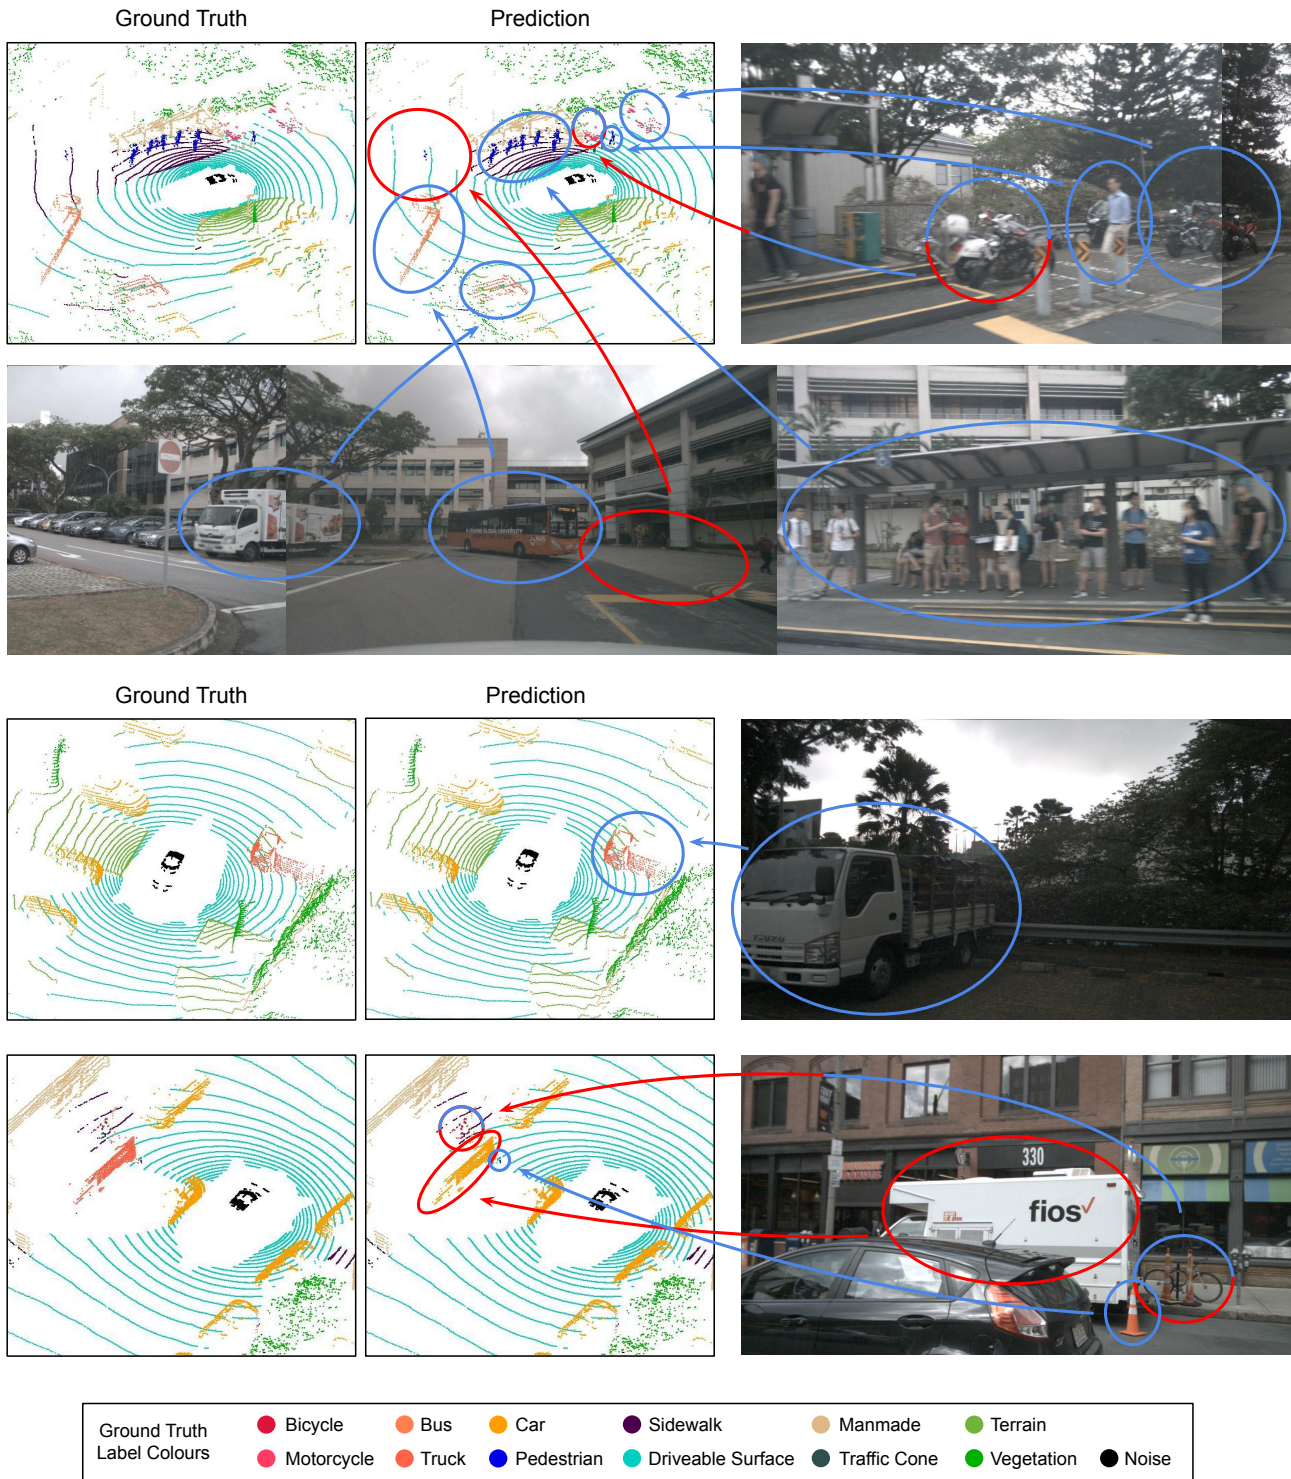 Ground Truth
Prediction
Ground Truth
Prediction
330
fios
Ground Truth
Label Colours
Bicycle
Bus
Car
Sidewalk
Manmade
Terrain
Motorcycle
Truck
Pedestrian
Driveable Surface
Traffic Cone
Vegetation
Noise